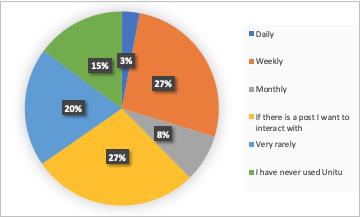 3%
27%
8%
27%
20%
15%
Daily
Weekly
Monthly
If there is a post I want to
interact with
Very rarely
I have never used Unitu